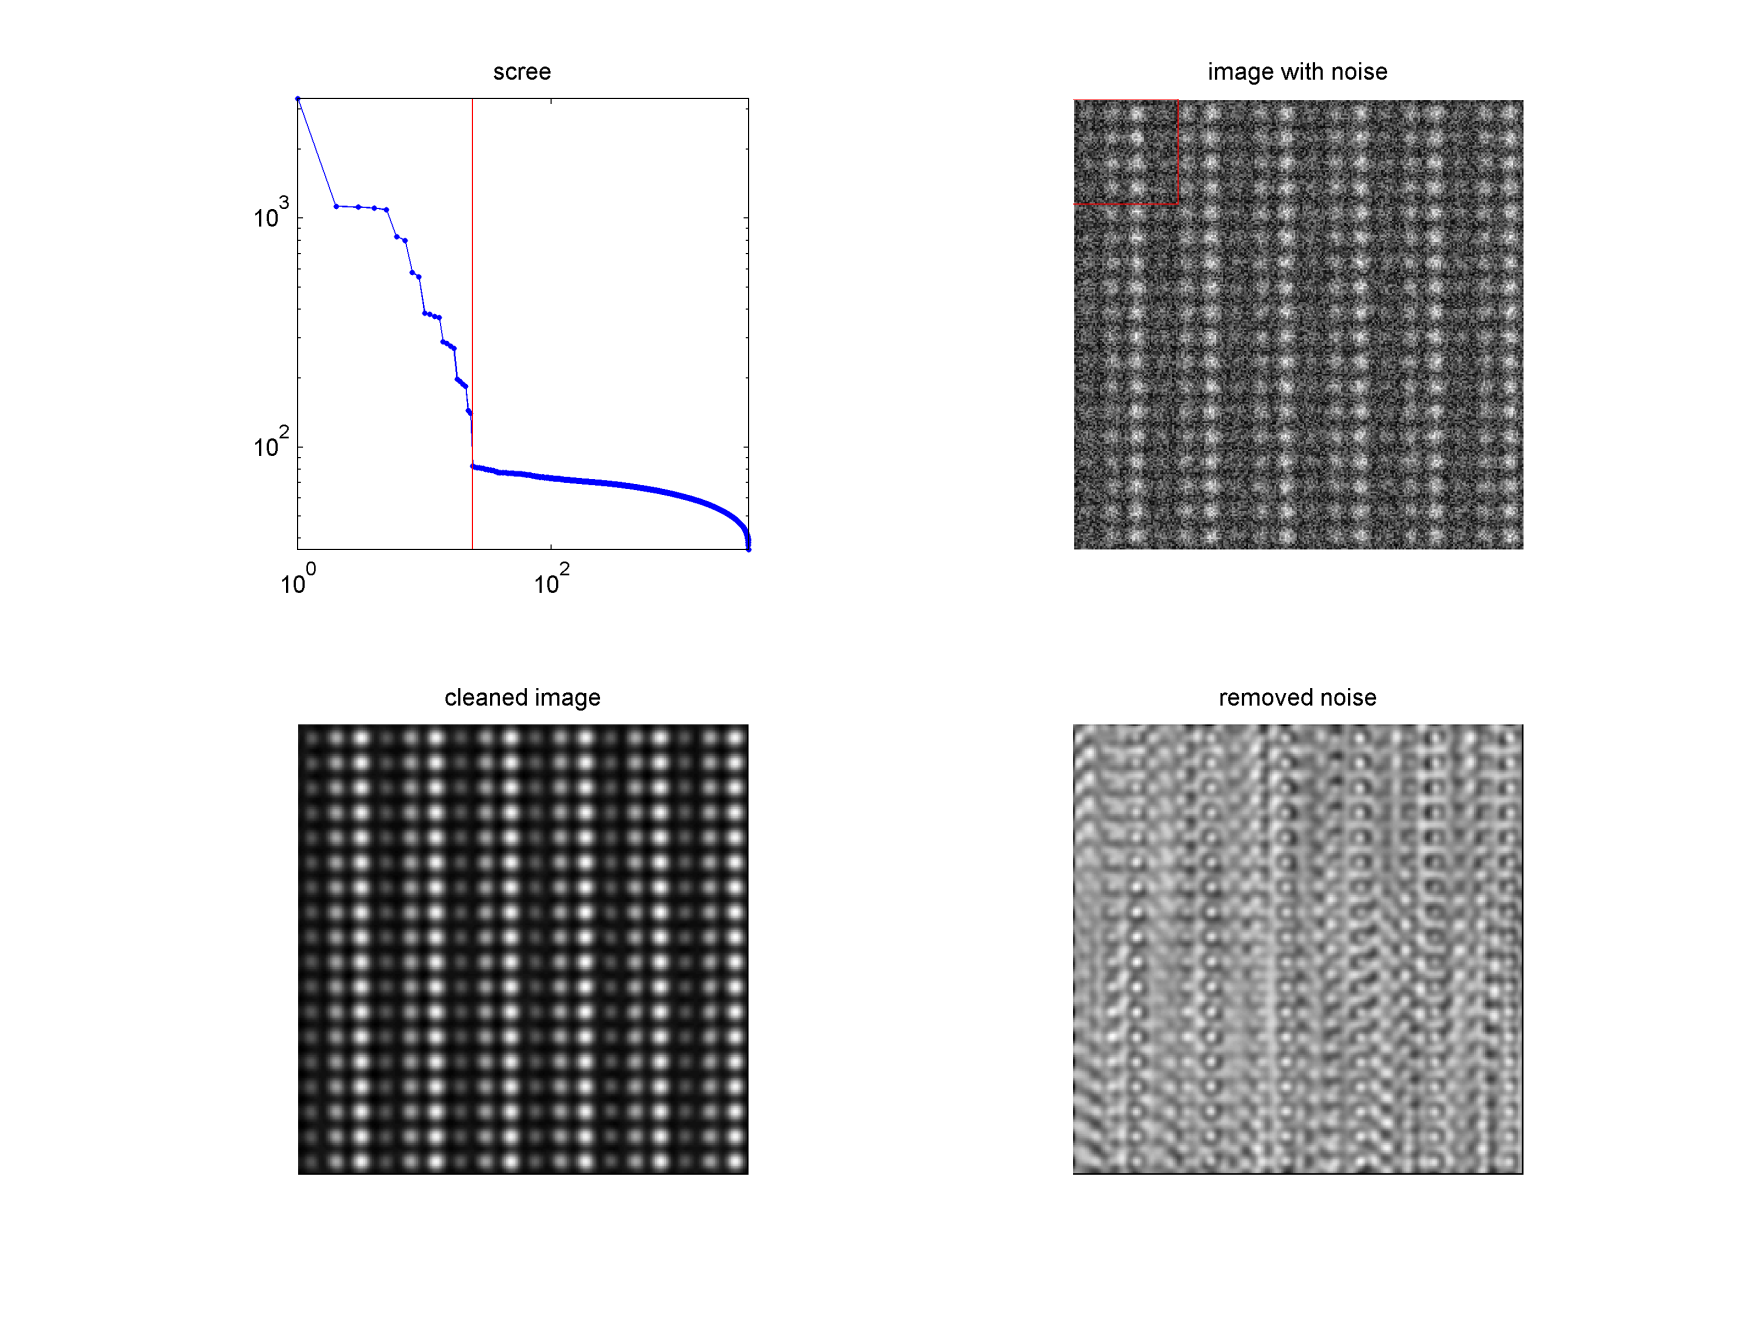 scree
image with noise
10^3
10^2
10^0
10^2
cleaned image
removed noise